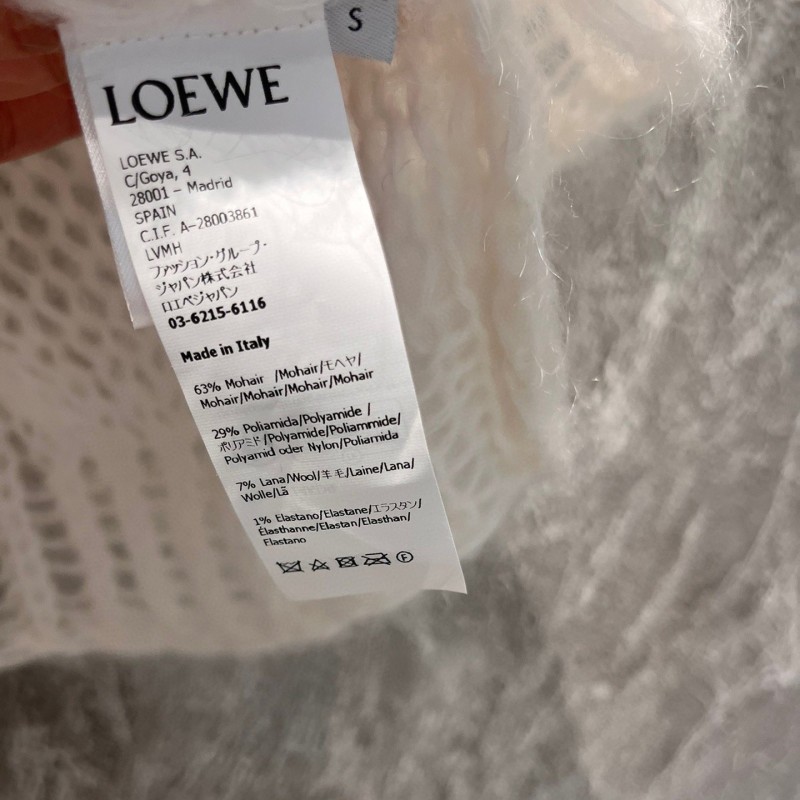 S
LOEWE
LOEWE S.A.
C/Goya, 4
28001 – Madrid
SPAIN
C.I.F. A-28003861
LVMH
ファッション・グループ・
ジャパン株式会社
ロエベジャパン
03-6215-6116
Made in Italy
63% Mohair /Mohair/モヘヤ/
Mohair/Mohair/Mohair/Mohair
29% Poliamida/Polyamide /
ポリアミド/Polyamide/Poliammide/
Polyamid oder Nylon/Poliamida
7% Lana/Wool/羊毛/Laine/Lana/
Wolle/Lã
1% Elastano/Elastane/エラスタン/
Élasthanne/Elastan/Elasthan/
Elastano
F